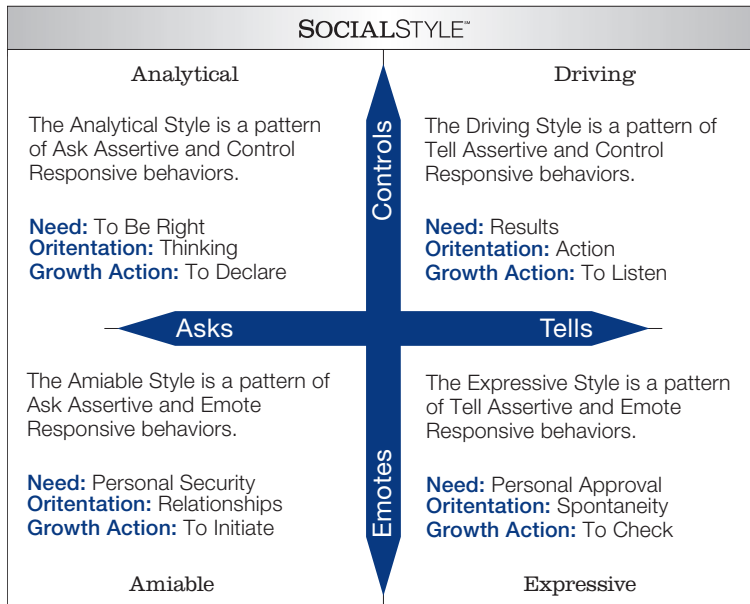 SOCIALSTYLE™
Analytical
The Analytical Style is a pattern
of Ask Assertive and Control
Responsive behaviors.
Need: To Be Right
Oritentation: Thinking
Growth Action: To Declare
Driving
The Driving Style is a pattern of
Tell Assertive and Control
Responsive behaviors.
Need: Results
Oritentation: Action
Growth Action: To Listen
Controls
Asks
Tells
Emotes
The Amiable Style is a pattern of
Ask Assertive and Emote
Responsive behaviors.
Need: Personal Security
Oritentation: Relationships
Growth Action: To Initiate
Amiable
The Expressive Style is a pattern
of Tell Assertive and Emote
Responsive behaviors.
Need: Personal Approval
Oritentation: Spontaneity
Growth Action: To Check
Expressive